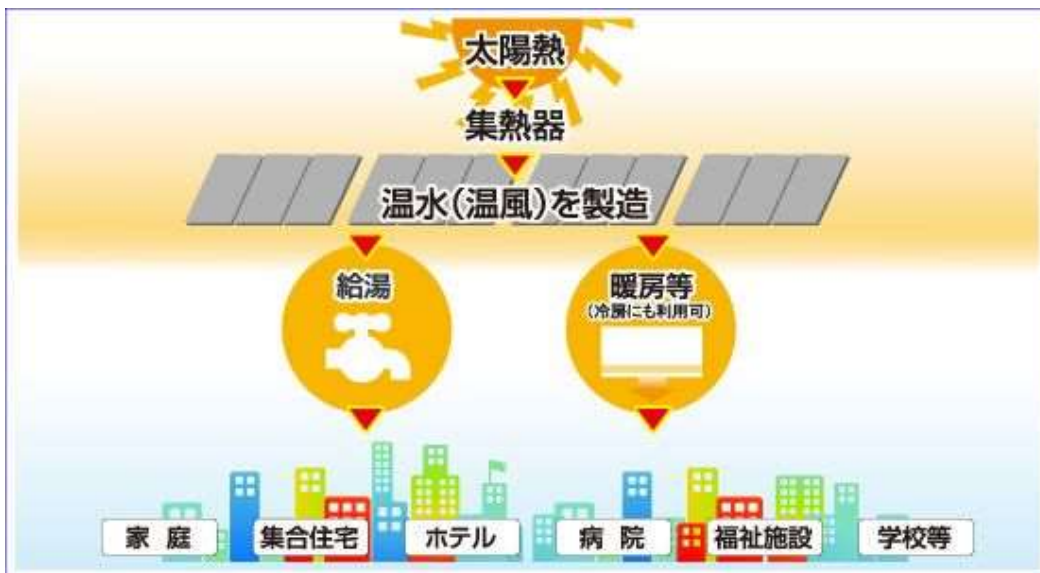 太陽熱
集熱器
温水(温風)を製造
給湯
暖房等
(冷房にも利用可)
家庭
集合住宅
ホテル
病院
福祉施設
学校等